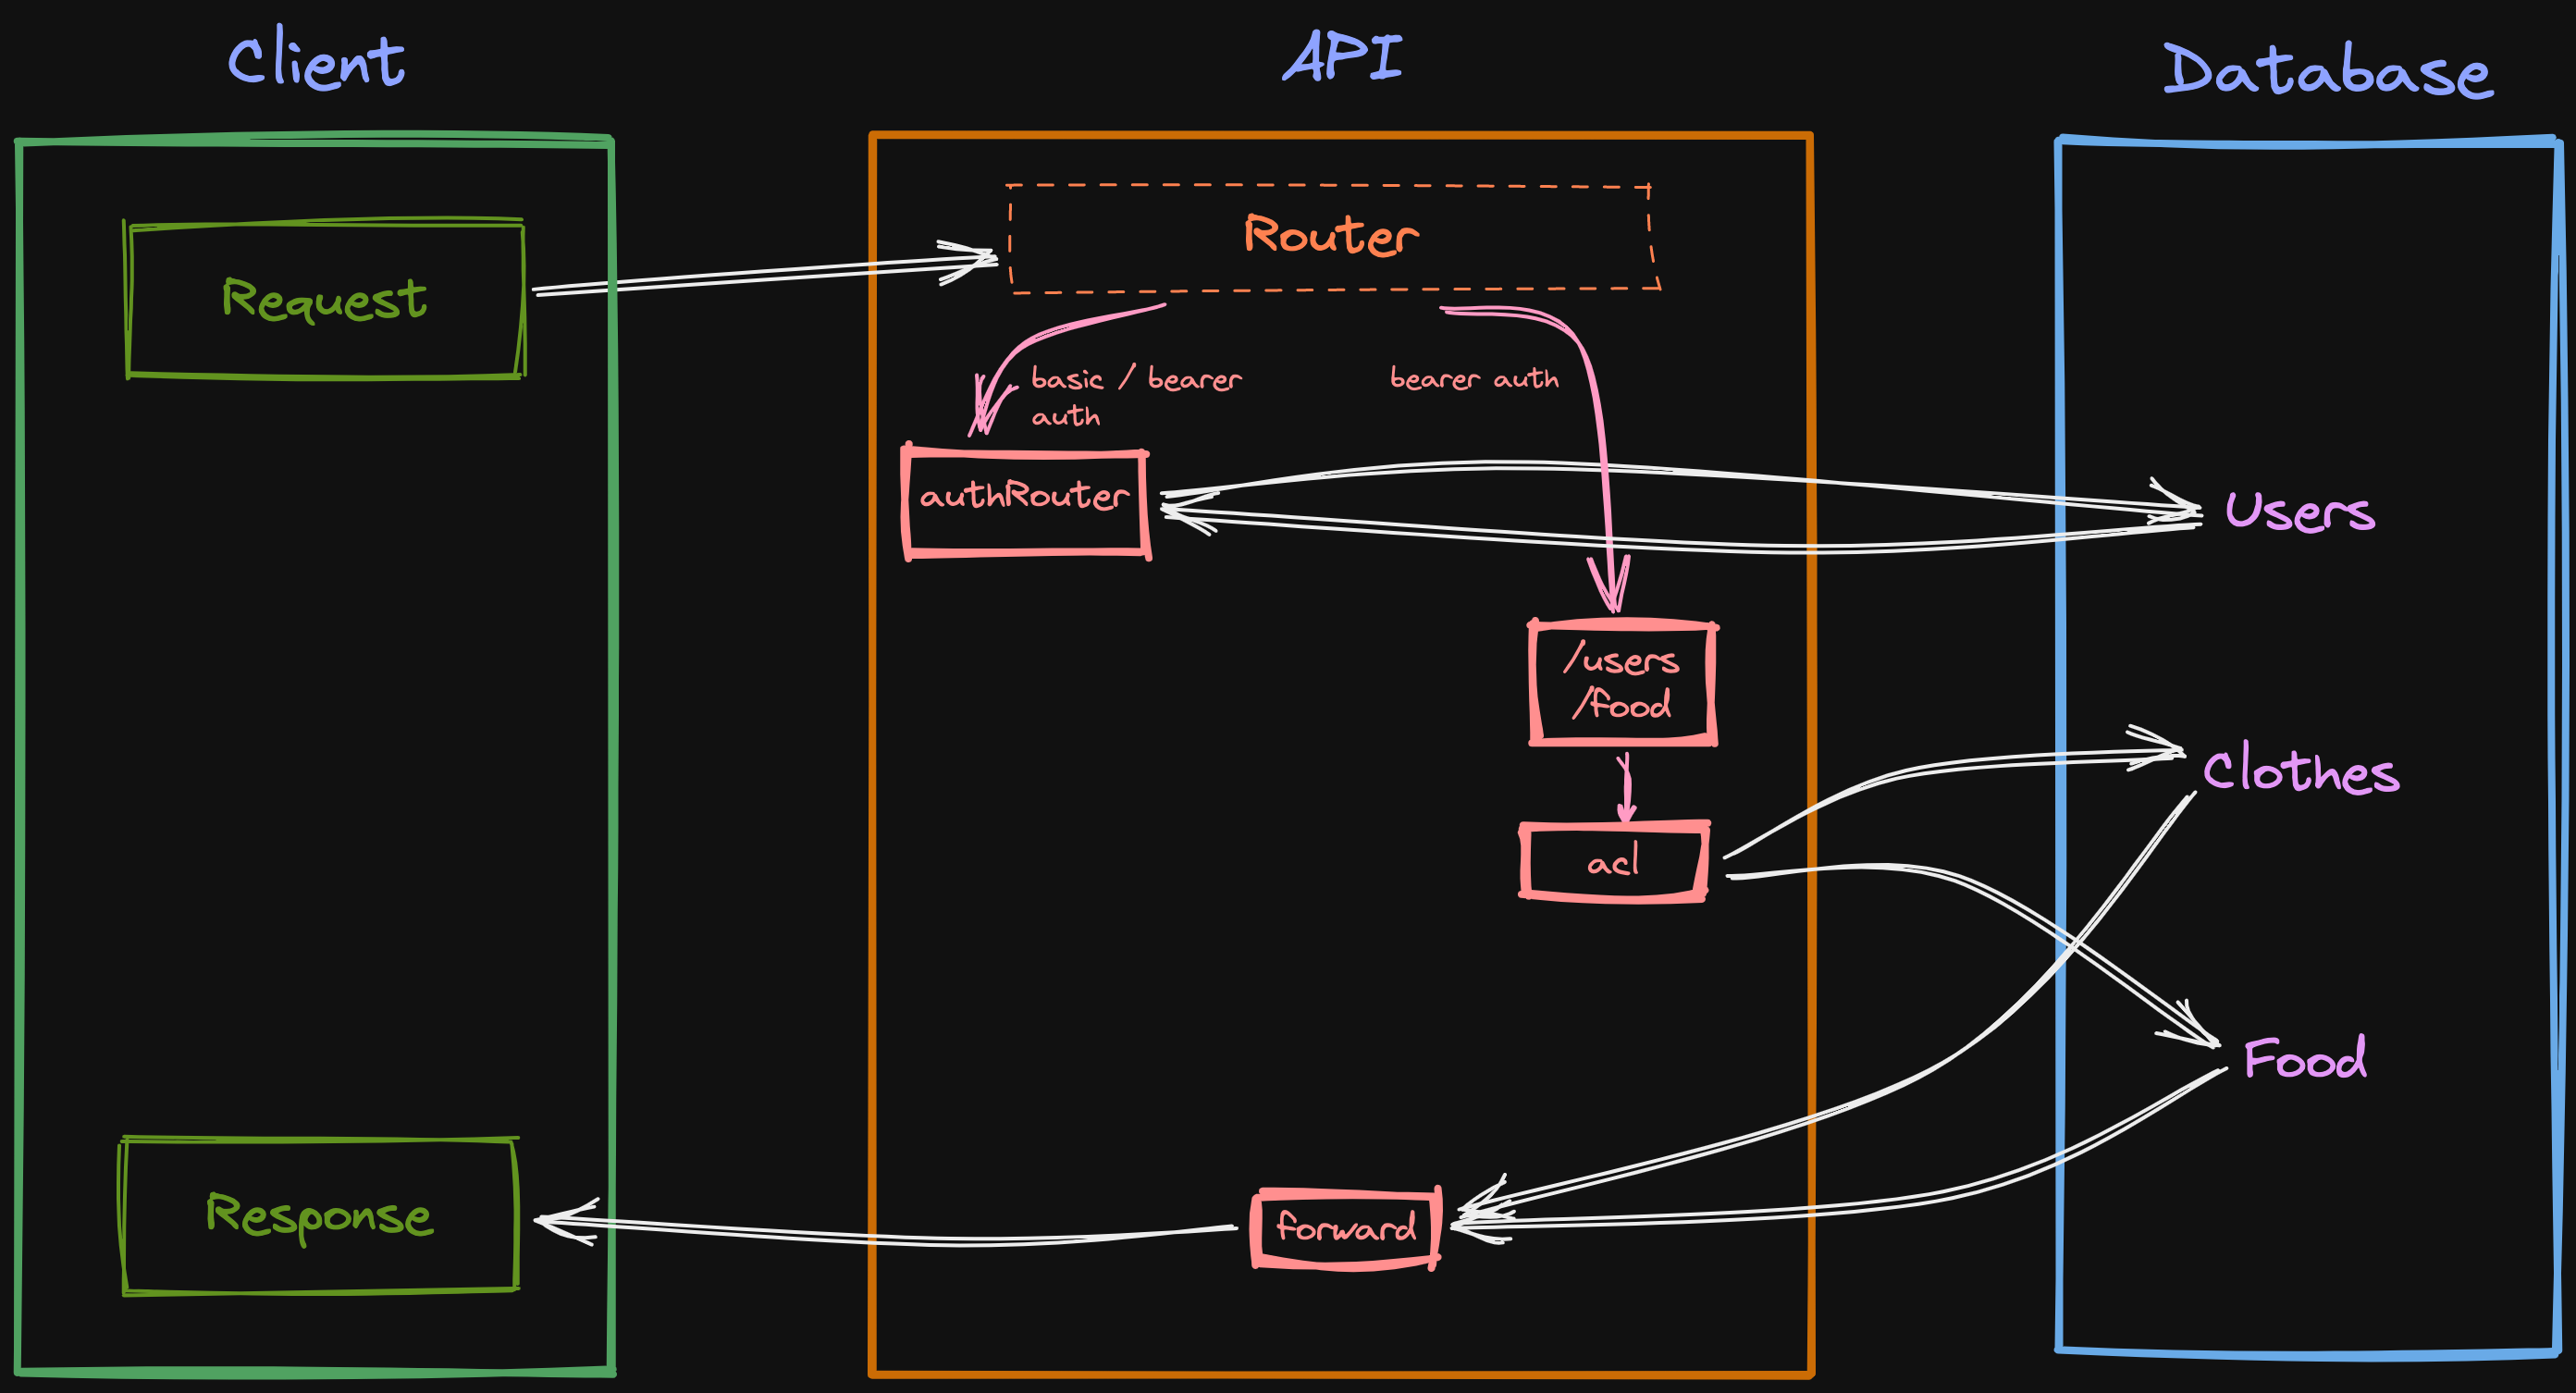 Client
API
Database
Request
Router
basic / bearer
auth
bearer auth
authRouter
Users
/users
/food
Clothes
acl
Food
Response
forward